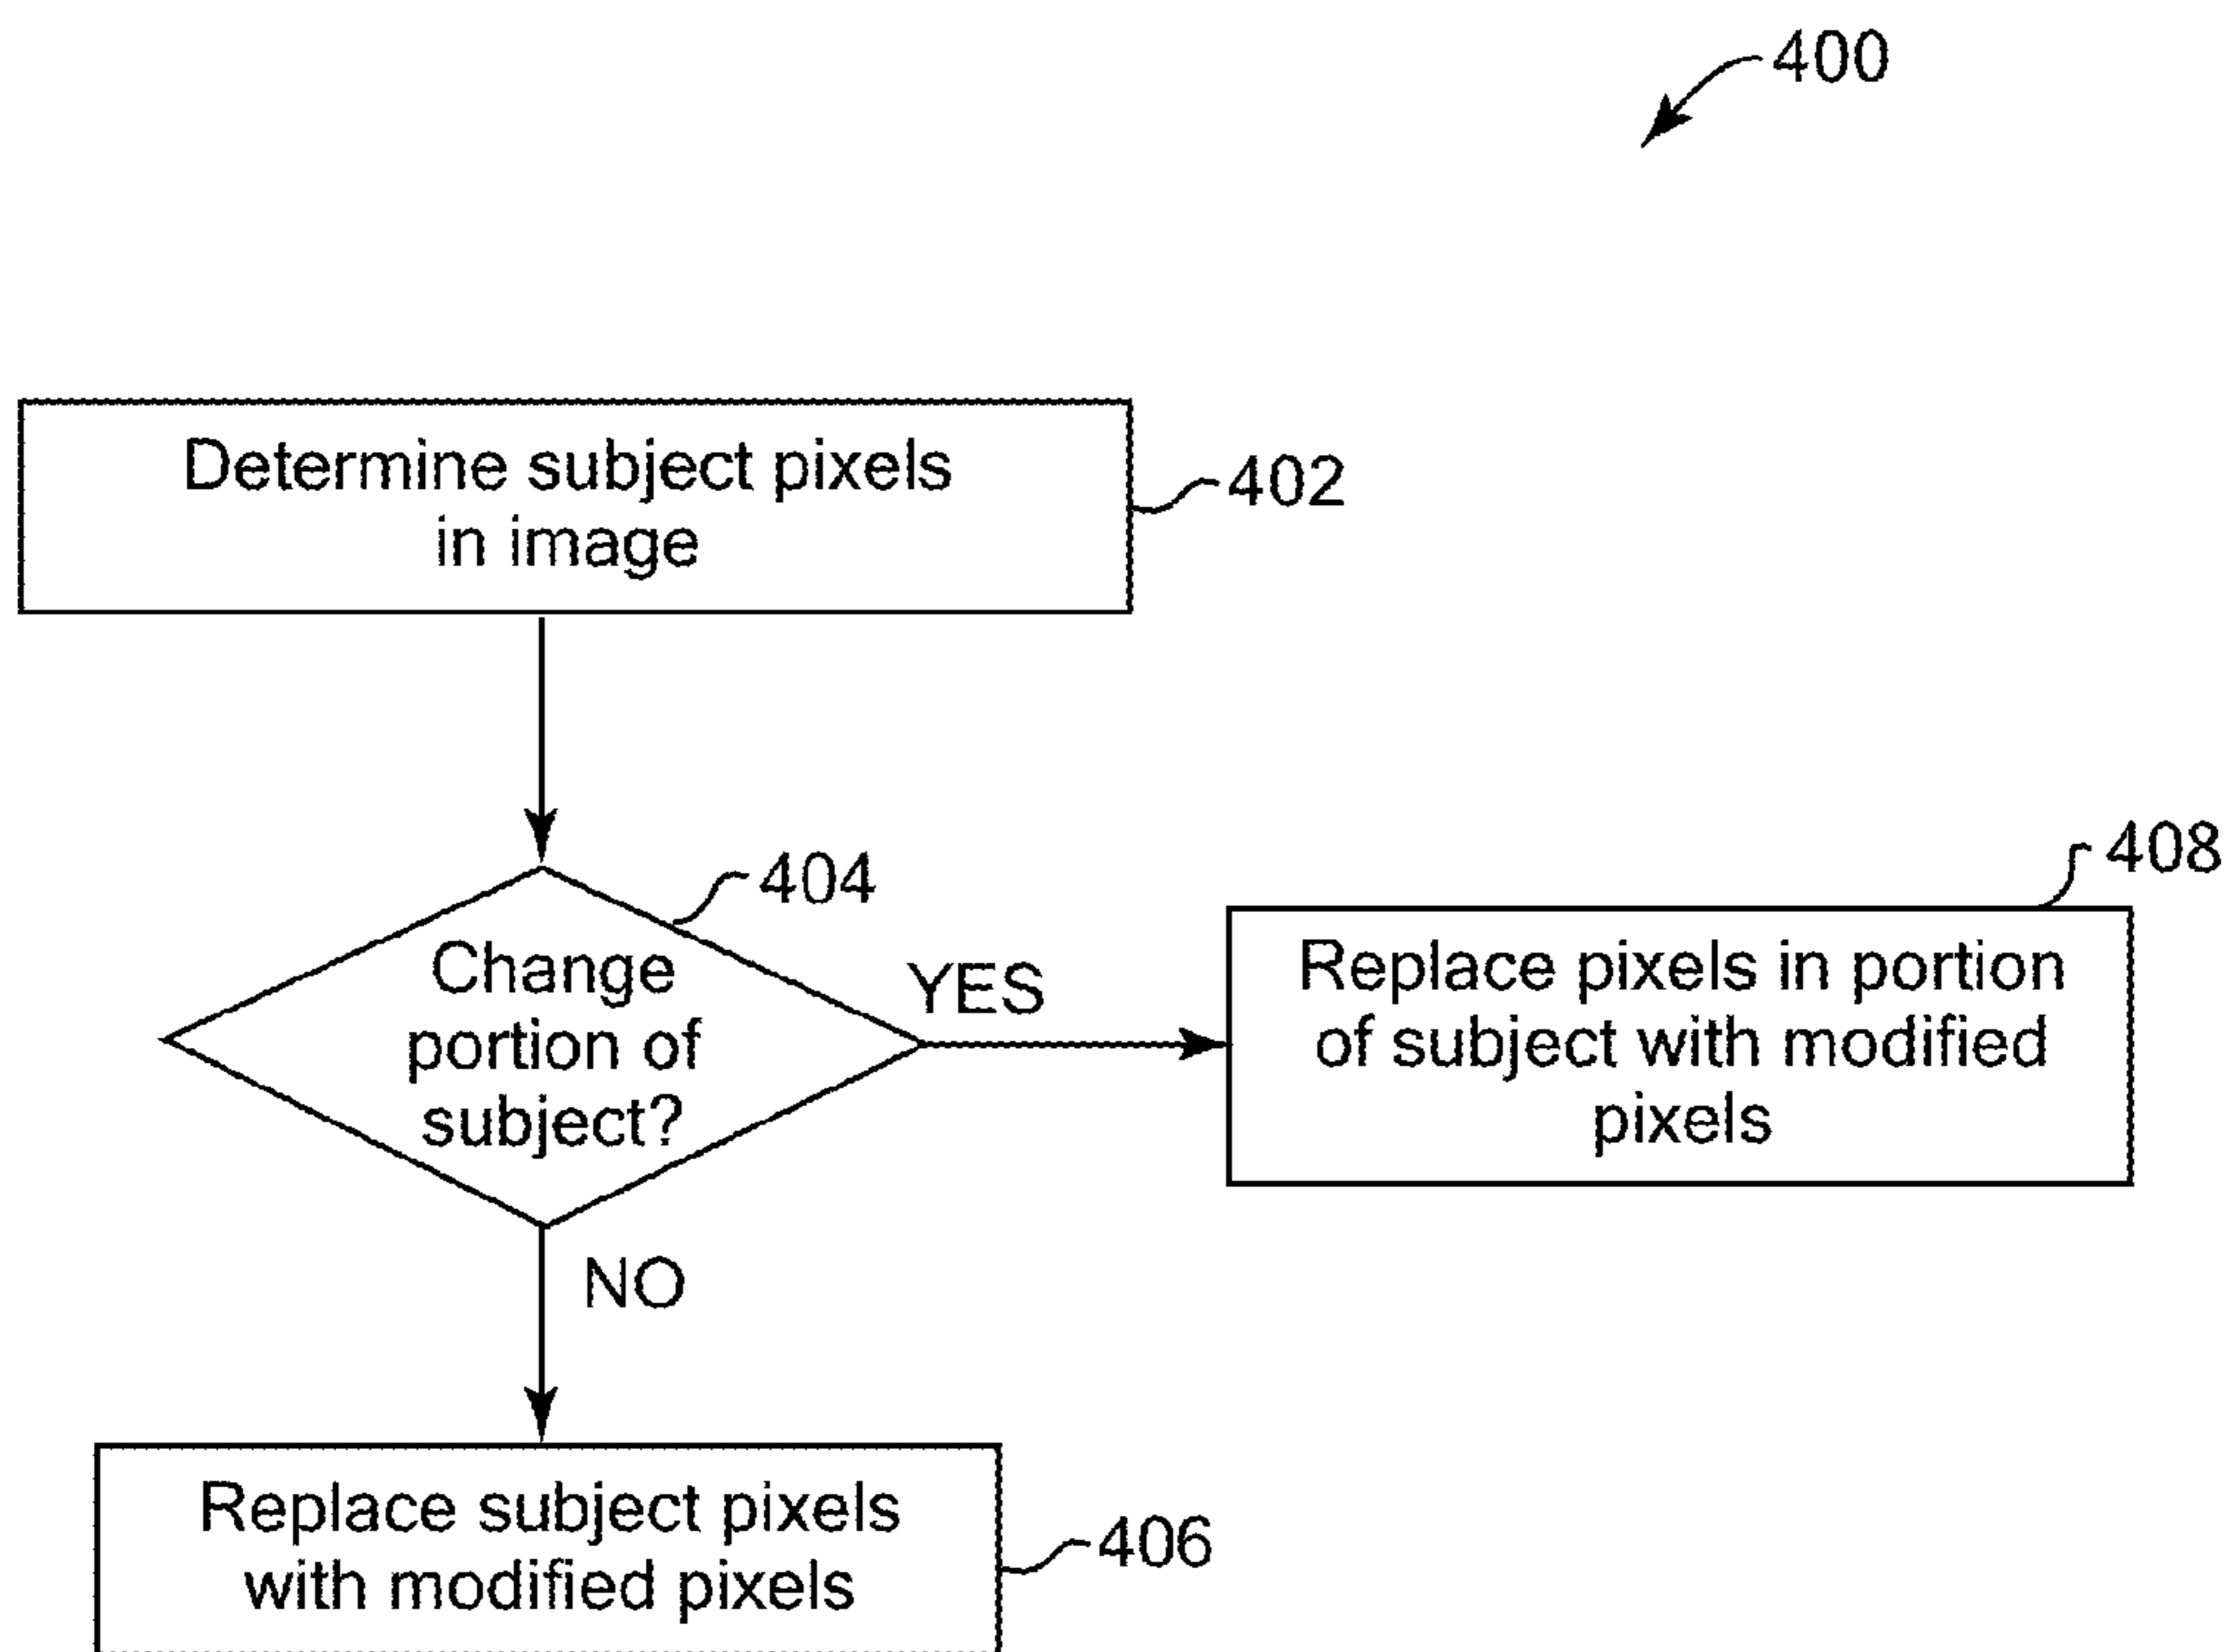 400
Determine subject pixels
in image
402
404
Change
portion of
subject?
YES
408
Replace pixels in portion
of subject with modified
pixels
NO
Replace subject pixels
with modified pixels
406